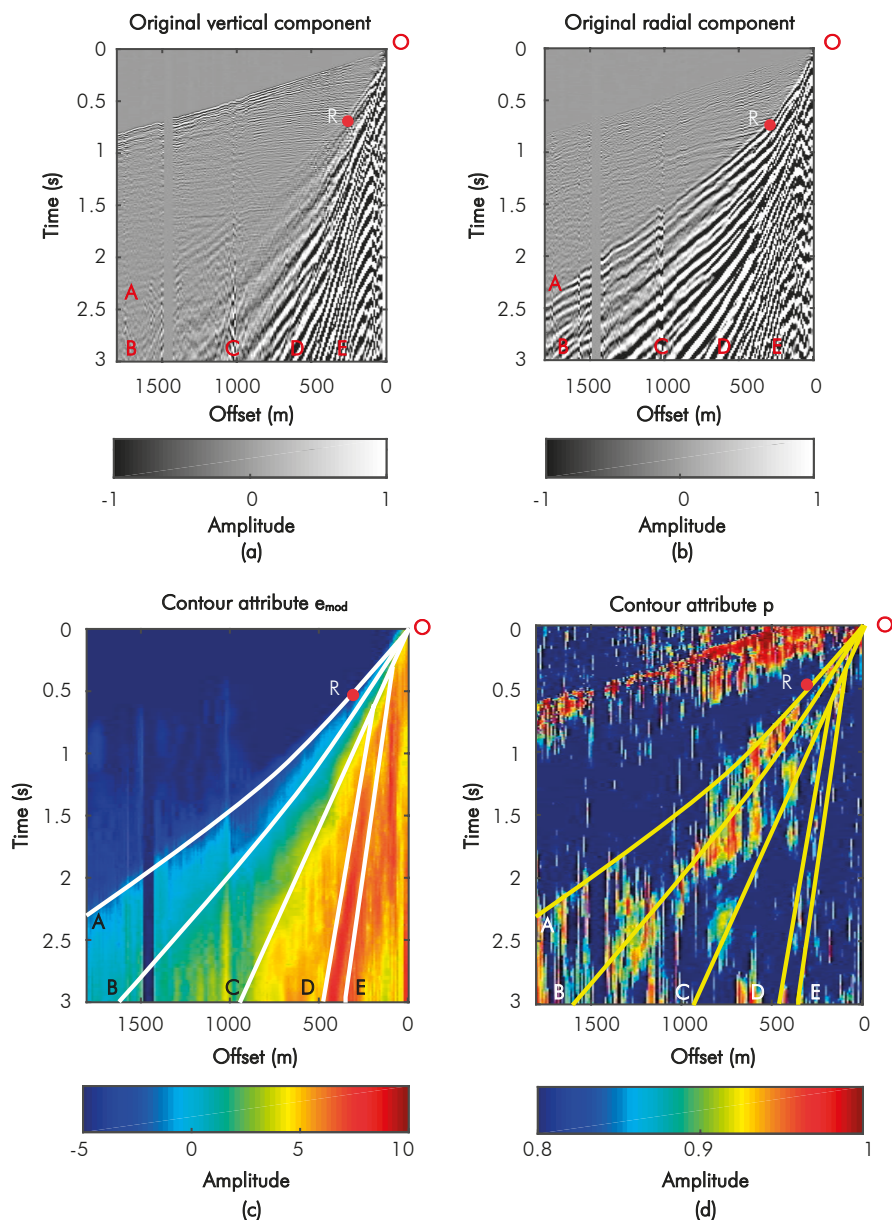 Original vertical component
O
0
0.5
1
1.5
2
2.5
3
Time (s)
R
A
B
C
D
E
1500
1000
500
0
Offset (m)
-1
0
1
Amplitude
(a)
Original radial component
O
0
0.5
1
1.5
2
2.5
3
Time (s)
R
A
B
C
D
E
1500
1000
500
0
Offset (m)
-1
0
1
Amplitude
(b)
Contour attribute emod
O
0
0.5
1
1.5
2
2.5
3
Time (s)
R
A
B
C
D
E
1500
1000
500
0
Offset (m)
-5
0
5
10
Amplitude
(c)
Contour attribute p
O
0
0.5
1
1.5
2
2.5
3
Time (s)
R
A
B
C
D
E
1500
1000
500
0
Offset (m)
0.8
0.9
1
Amplitude
(d)